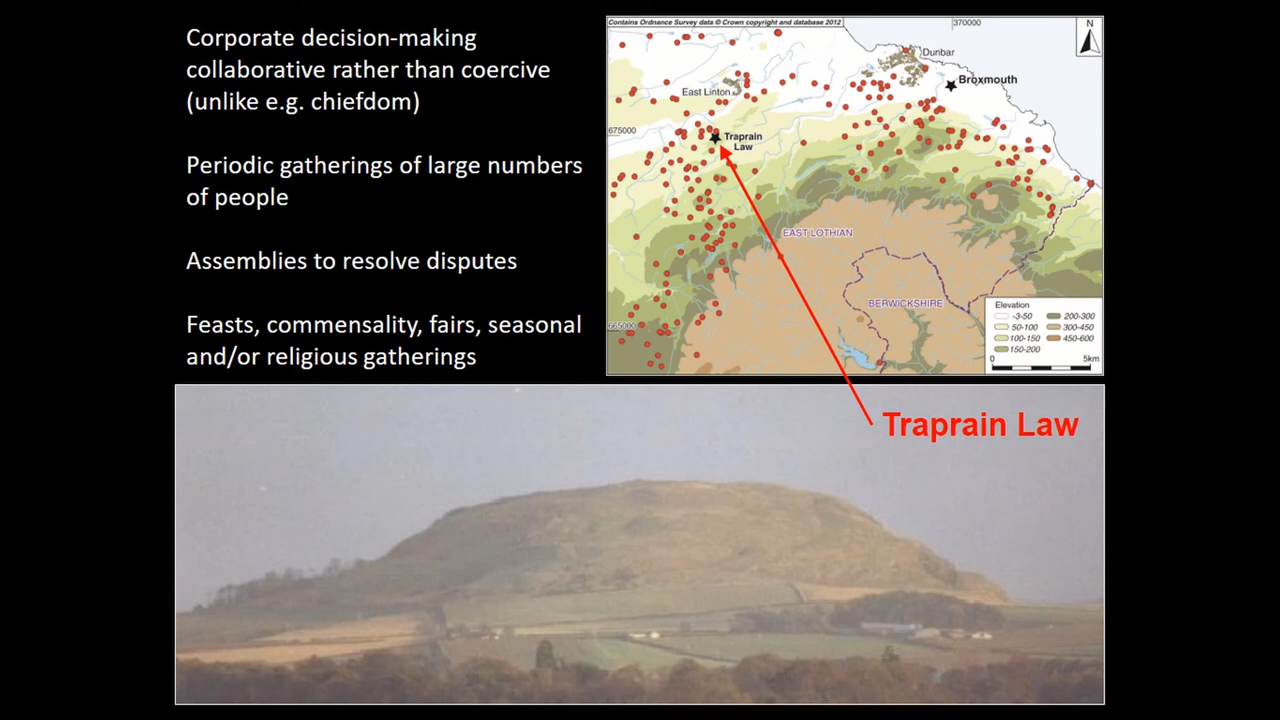 Corporate decision-making
collaborative rather than coercive
(unlike e.g. chiefdom)
Periodic gatherings of large numbers
of people
Assemblies to resolve disputes
Feasts, commensality, fairs, seasonal
and/or religious gatherings
Contains Ordnance Survey data © Crown copyright and database 2012
370000
N
Dunbar
Broxmouth
East Linton
675000
Traprain
Law
EAST LOTHIAN
BERWICKSHIRE
665000
Elevation
-3-50
200-300
50-100
300-450
100-150
450-600
150-200
0
5km
Traprain Law